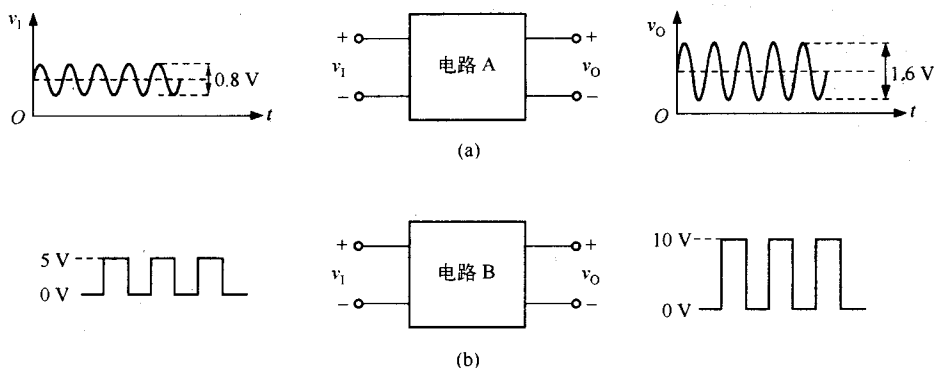 v_I
0.8 V
O
t
+
v_I
−
电路 A
+
v_O
−
v_O
1.6 V
O
t
(a)
5 V
0 V
+
v_I
−
电路 B
+
v_O
−
10 V
0 V
(b)